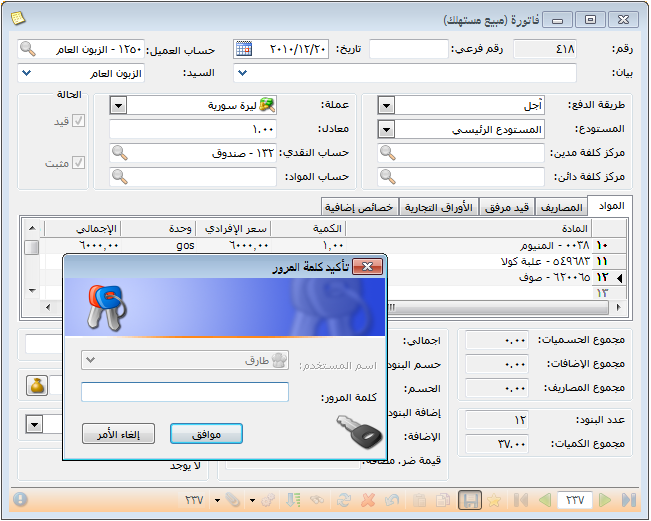 فاتورة (مبيع مستهلك)
رقم: ٤١٨ رقم فرعي: تاريخ: ٢٠١٠/١٢/٢٠ حساب العميل: ١٢٥٠ - الزبون العام
بيان: السيد: الزبون العام
طريقة الدفع: آجل
المستودع: المستودع الرئيسي
مركز كلفة مدين:
مركز كلفة دائن:
عملة: ليرة سورية
معادل: ١.٠٠
حساب النقدي: ١٣٢ - صندوق
حساب المواد:
الحالة
قيد
مثبت
المواد المصاريف قيد مرفق الأوراق التجارية خصائص إضافية
المادة الكمية سعر الإفرادي وحدة الإجمالي
١٠ ٠٠٣٨ - المنيوم ١,٠٠ ٦٠٠٠,٠٠ gos ٦٠٠٠,٠٠
١١ ٥٤٩٦٨٣ - علبة كولا
١٢ ٦٢٠٠٦٥ - صوف
١٣
تأكيد كلمة المرور
اسم المستخدم: طارق
كلمة المرور:
موافق إلغاء الأمر
مجموع الحسميات: ٠.٠٠
مجموع الإضافات: ٠.٠٠
مجموع المصاريف: ٠.٠٠
عدد البنود: ١٢
مجموع الكميات: ٣٧.٠٠
اجمالي:
حسم البنود
الحسم:
إضافة البنود
الإضافة:
قيمة ضر. مضافة:
لا يوجد
٢٣٧ ٢٣٧